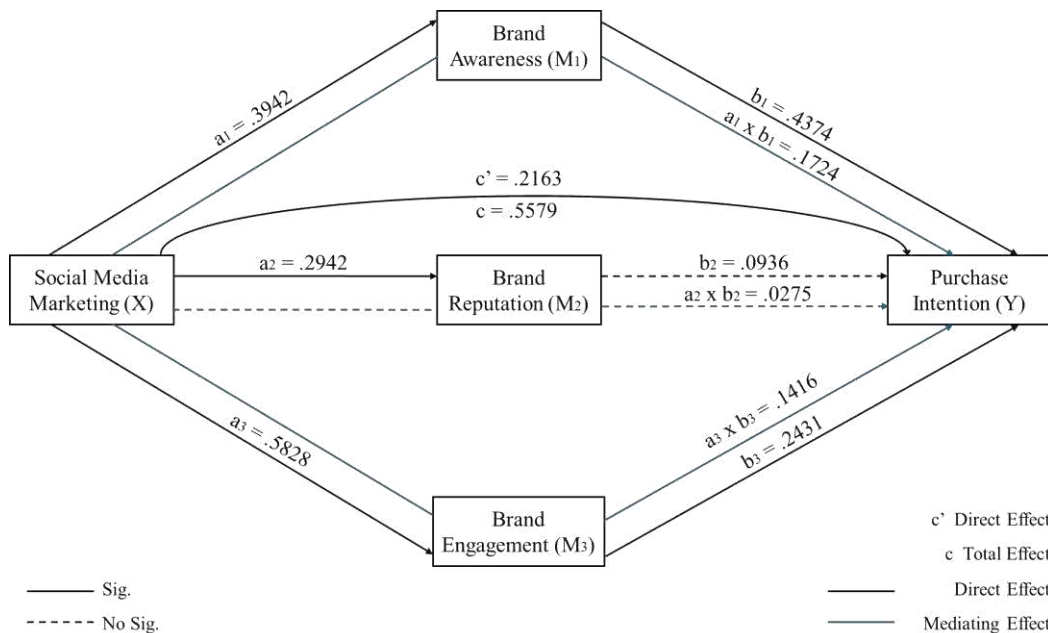 Brand
Awareness (M1)
a1 = .3942
b1 = .4374
a1 x b1 = .1724
c’ = .2163
c = .5579
Social Media
Marketing (X)
a2 = .2942
Brand
Reputation (M2)
b2 = .0936
a2 x b2 = .0275
Purchase
Intention (Y)
a3 = .5828
a3 x b3 = .1416
b3 = .2431
Brand
Engagement (M3)
c’ Direct Effect
c Total Effect
Sig.
Direct Effect
No Sig.
Mediating Effect